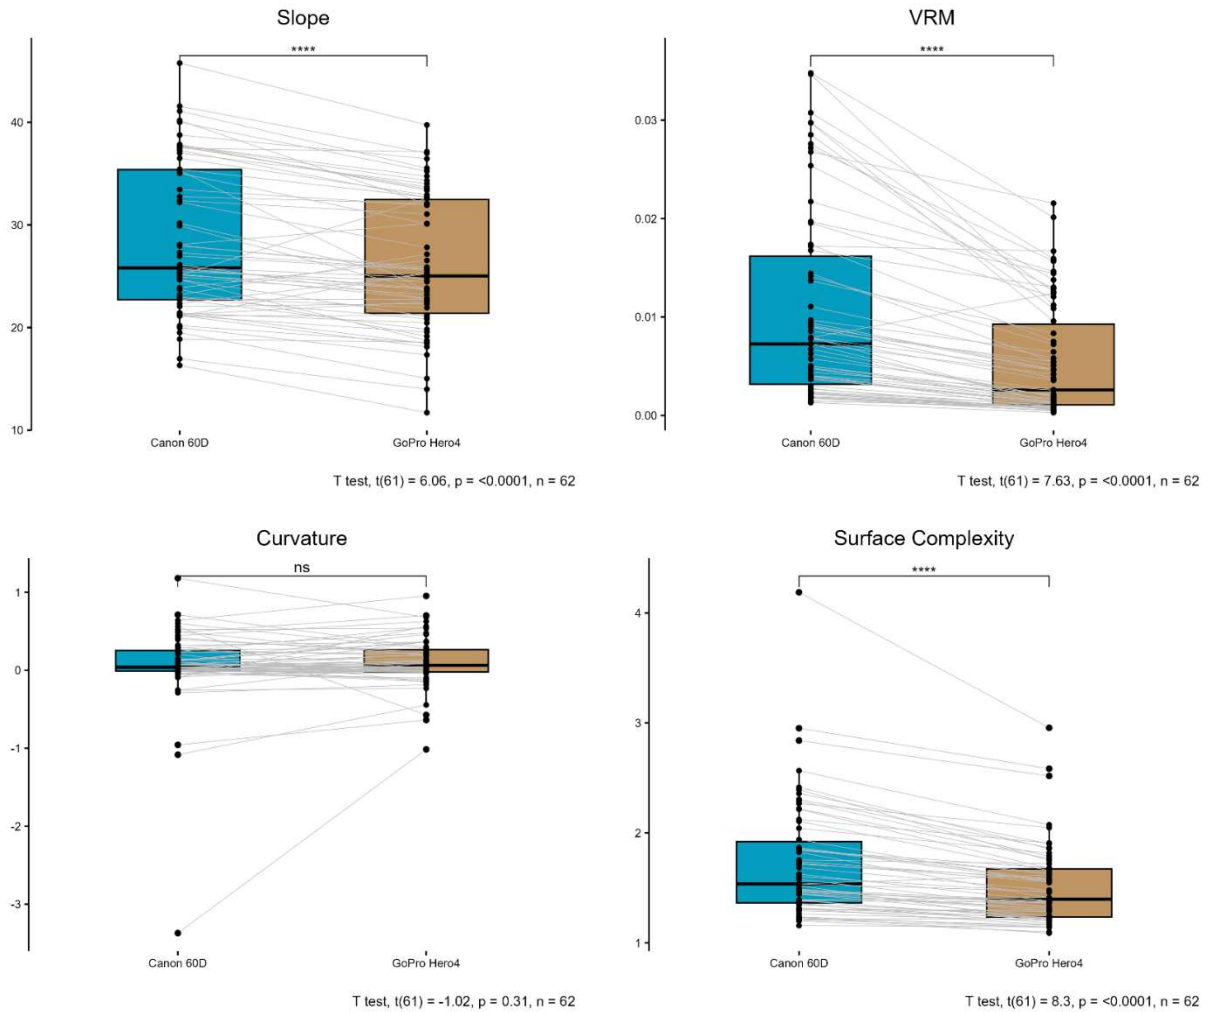 Slope
****
40
30
20
10
Canon 60D
GoPro Hero4
T test, t(61) = 6.06, p = <0.0001, n = 62
VRM
****
0.03
0.02
0.01
0.00
Canon 60D
GoPro Hero4
T test, t(61) = 7.63, p = <0.0001, n = 62
Curvature
ns
1
0
-1
-2
-3
Canon 60D
GoPro Hero4
T test, t(61) = -1.02, p = 0.31, n = 62
Surface Complexity
****
4
3
2
1
Canon 60D
GoPro Hero4
T test, t(61) = 8.3, p = <0.0001, n = 62